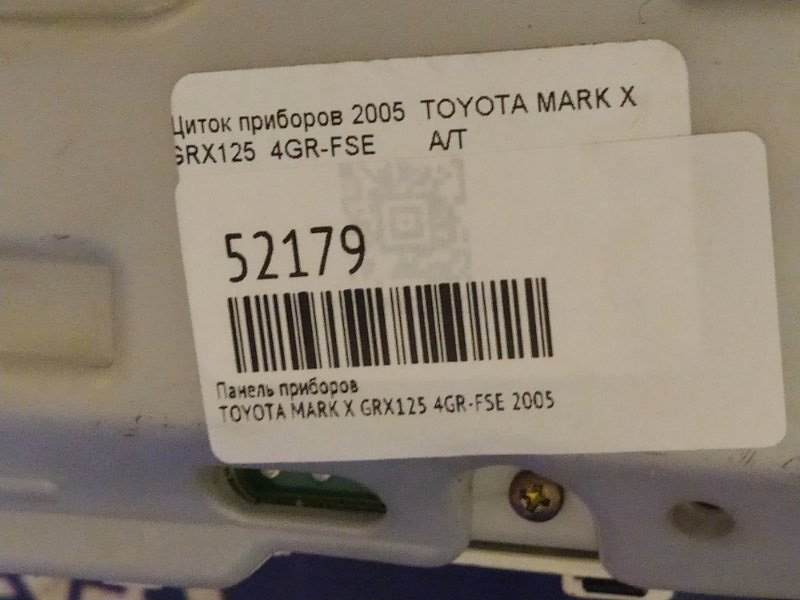 Щиток приборов 2005 TOYOTA MARK X
GRX125 4GR-FSE A/T
52179
Панель приборов
TOYOTA MARK X GRX125 4GR-FSE 2005